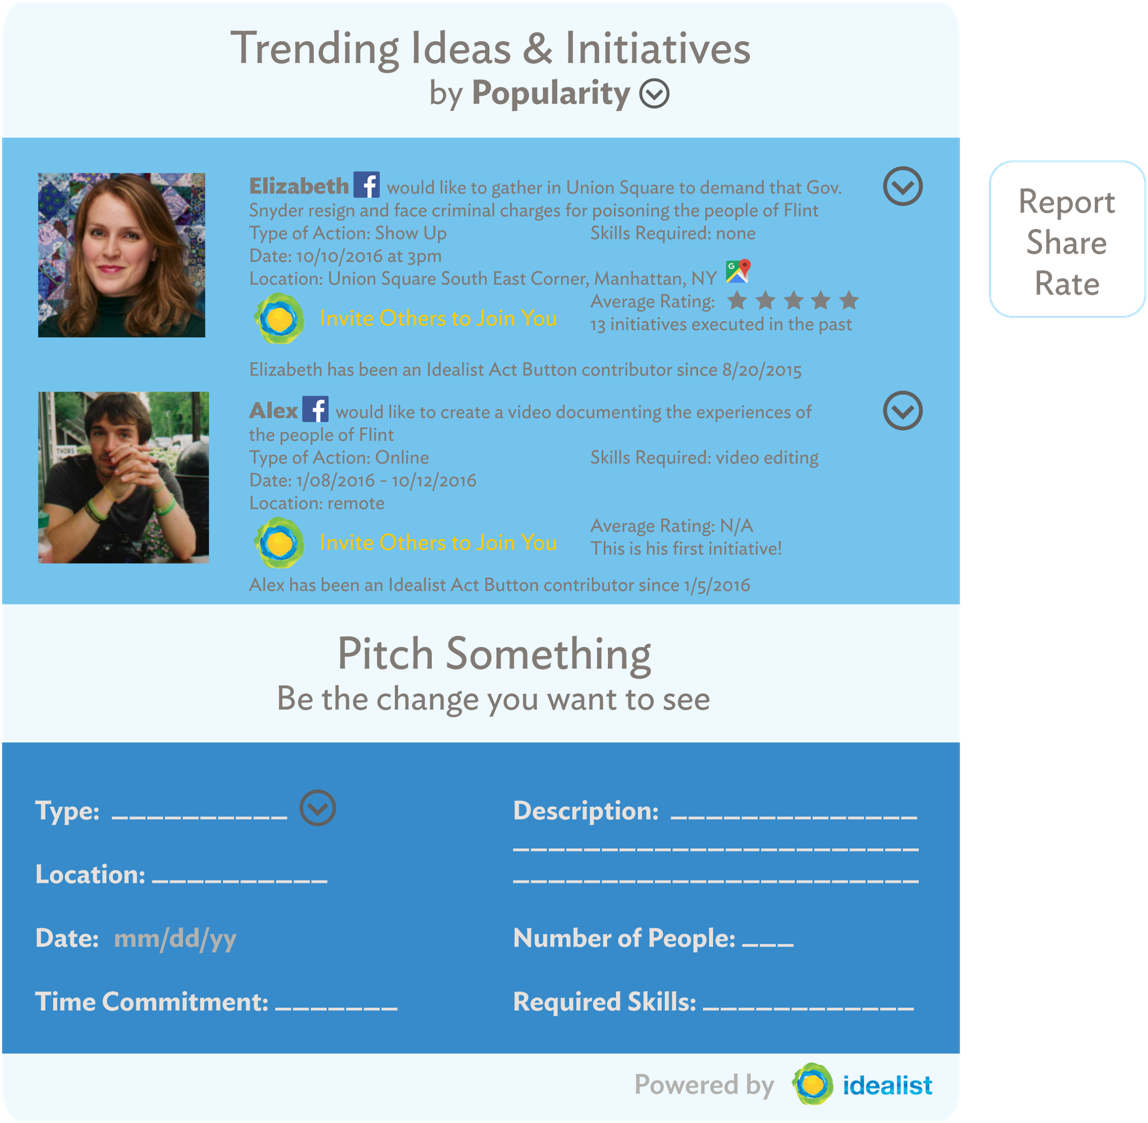 Trending Ideas & Initiatives
by Popularity
Elizabeth would like to gather in Union Square to demand that Gov.
Snyder resign and face criminal charges for poisoning the people of Flint
Type of Action: Show Up
Skills Required: none
Date: 10/10/2016 at 3pm
Location: Union Square South East Corner, Manhattan, NY
Average Rating:
Invite Others to Join You
13 initiatives executed in the past
Elizabeth has been an Idealist Act Button contributor since 8/20/2015
Alex would like to create a video documenting the experiences of
the people of Flint
Type of Action: Online
Skills Required: video editing
Date: 1/08/2016 - 10/12/2016
Location: remote
Average Rating: N/A
Invite Others to Join You
This is his first initiative!
Alex has been an Idealist Act Button contributor since 1/5/2016
Report
Share
Rate
Pitch Something
Be the change you want to see
Type: __________
Description: ______________
_______________________
_______________________
Location: __________
Date: mm/dd/yy
Number of People: ___
Time Commitment: _______
Required Skills: ____________
Powered by idealist